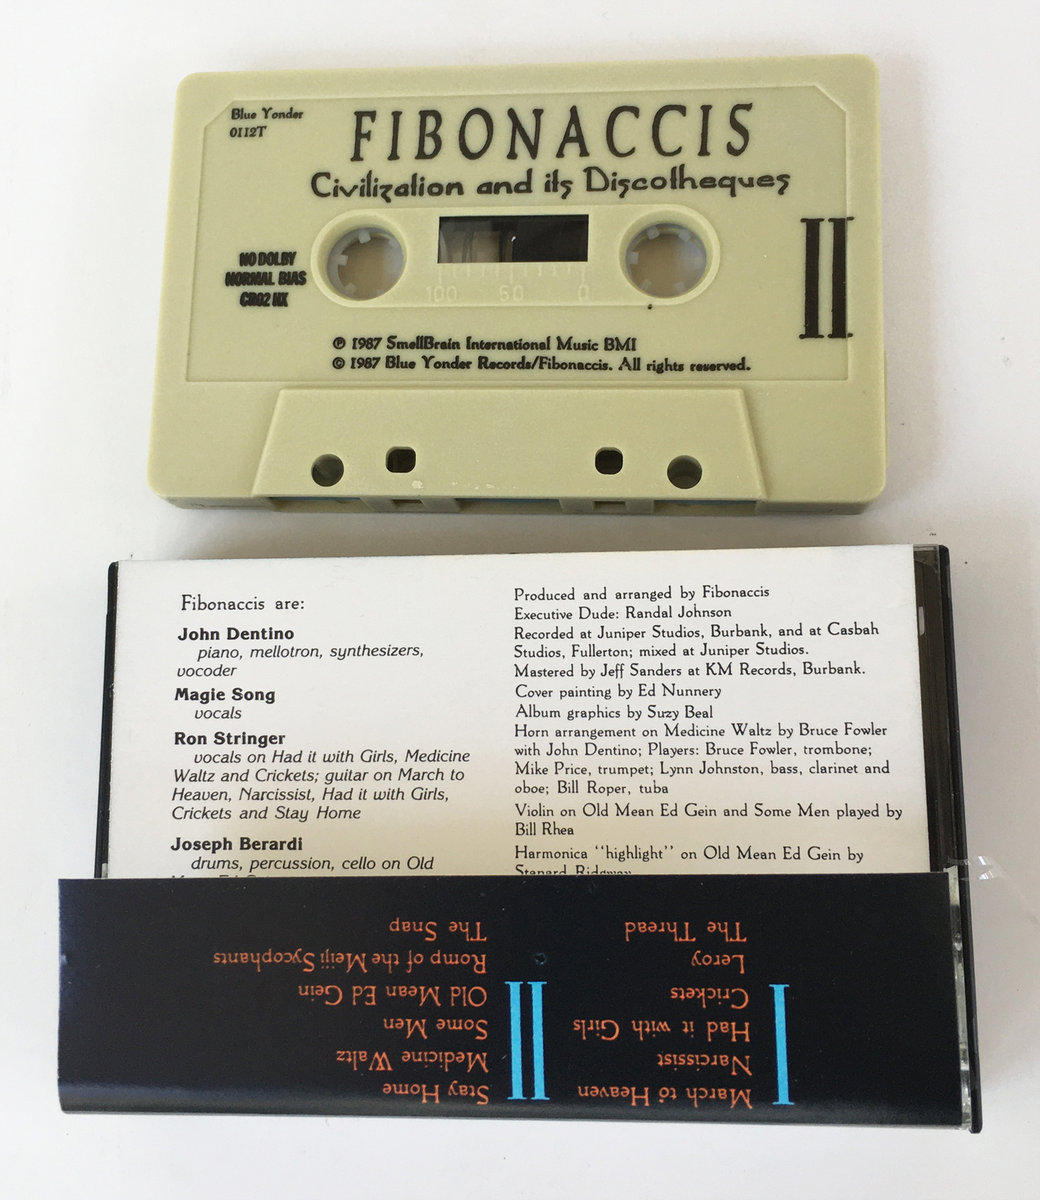 Blue Yonder
0112T
FIBONACCIS
Civilization and its Discotheques
II
NO DOLBY
NORMAL BIAS
CRO2 HX
100 50 0
℗ 1987 SmellBrain International Music BMI
© 1987 Blue Yonder Records/Fibonaccis. All rights reserved.
Fibonaccis are:
John Dentino
piano, mellotron, synthesizers,
vocoder
Magie Song
vocals
Ron Stringer
vocals on Had it with Girls, Medicine
Waltz and Crickets; guitar on March to
Heaven, Narcissist, Had it with Girls,
Crickets and Stay Home
Joseph Berardi
drums, percussion, cello on Old
Produced and arranged by Fibonaccis
Executive Dude: Randal Johnson
Recorded at Juniper Studios, Burbank, and at Casbah
Studios, Fullerton; mixed at Juniper Studios.
Mastered by Jeff Sanders at KM Records, Burbank.
Cover painting by Ed Nunnery
Album graphics by Suzy Beal
Horn arrangement on Medicine Waltz by Bruce Fowler
with John Dentino; Players: Bruce Fowler, trombone;
Mike Price, trumpet; Lynn Johnston, bass, clarinet and
oboe; Bill Roper, tuba
Violin on Old Mean Ed Gein and Some Men played by
Bill Rhea
Harmonica "highlight" on Old Mean Ed Gein by
Stanard Ridgway
I
March to Heaven
Narcissist
Had it with Girls
Crickets
Leroy
The Thread
II
Stay Home
Medicine Waltz
Some Men
Old Mean Ed Gein
Romp of the Meiji Sycophants
The Snap